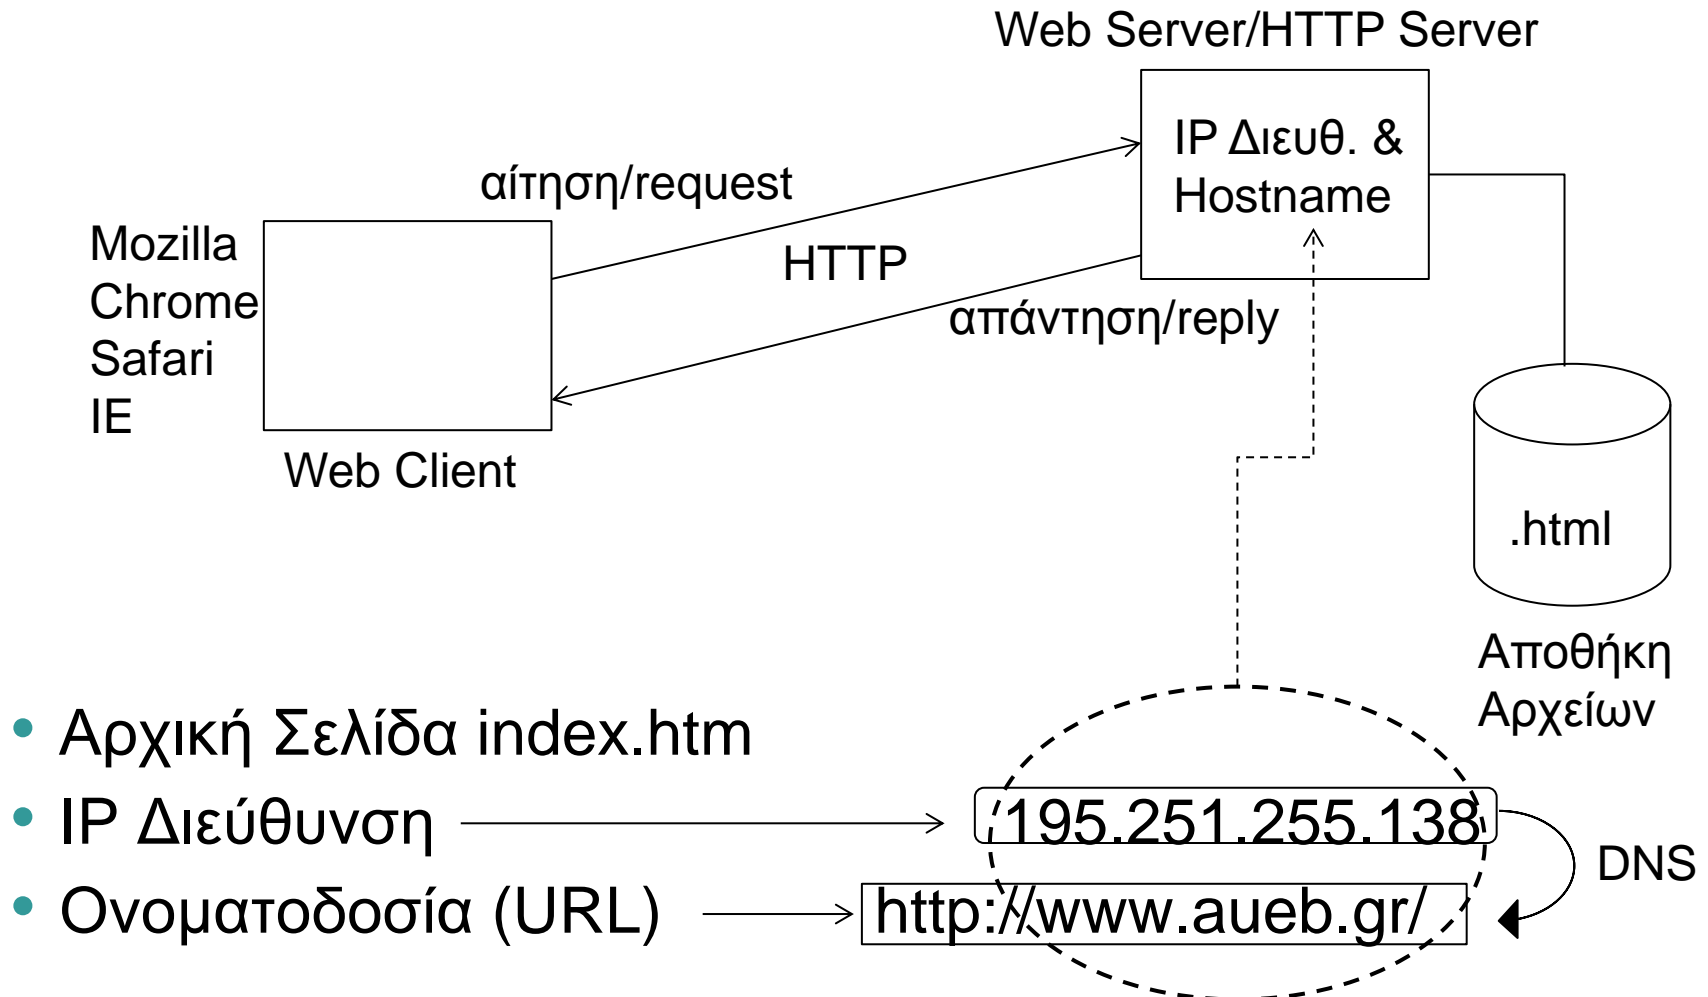 Web Server/HTTP Server
IP Διευθ. &
Hostname
αίτηση/request
HTTP
απάντηση/reply
Mozilla
Chrome
Safari
IE
Web Client
.html
Αποθήκη
Αρχείων
• Αρχική Σελίδα index.htm
• IP Διεύθυνση
195.251.255.138
DNS
• Ονοματοδοσία (URL)
http://www.aueb.gr/